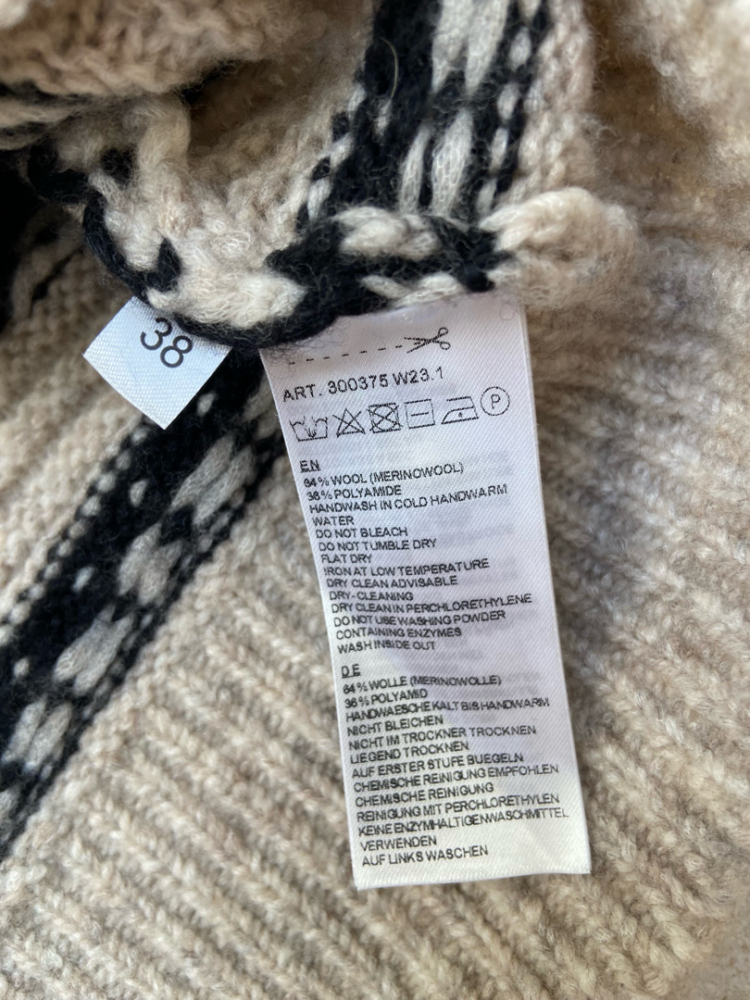 38
ART. 300375 W23.1
P
EN
64% WOOL (MERINOWOOL)
36% POLYAMIDE
HANDWASH IN COLD HANDWARM
WATER
DO NOT BLEACH
DO NOT TUMBLE DRY
FLAT DRY
IRON AT LOW TEMPERATURE
DRY CLEAN ADVISABLE
DRY-CLEANING
DRY CLEAN IN PERCHLORETHYLENE
DO NOT USE WASHING POWDER
CONTAINING ENZYMES
WASH INSIDE OUT
DE
64% WOLLE (MERINOWOLLE)
36% POLYAMID
HANDWAESCHE KALT BIS HANDWARM
NICHT BLEICHEN
NICHT IM TROCKNER TROCKNEN
LIEGEND TROCKNEN
AUF ERSTER STUFE BUEGELN
CHEMISCHE REINIGUNG EMPFOHLEN
CHEMISCHE REINIGUNG
REINIGUNG MIT PERCHLORETHYLEN
KEINE ENZYMHALTIGEN WASCHMITTEL
VERWENDEN
AUF LINKS WASCHEN